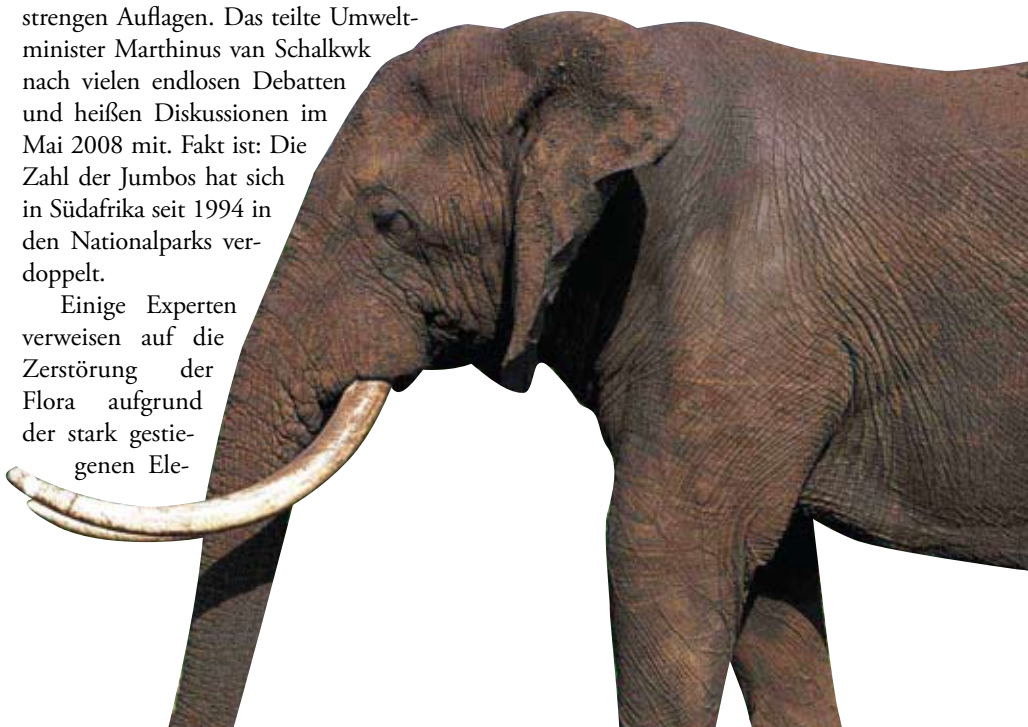 strengen Auflagen. Das teilte Umwelt-
minister Marthinus van Schalkwk
nach vielen endlosen Debatten
und heißen Diskussionen im
Mai 2008 mit. Fakt ist: Die
Zahl der Jumbos hat sich
in Südafrika seit 1994 in
den Nationalparks ver-
doppelt.
Einige Experten
verweisen auf die
Zerstörung der
Flora aufgrund
der stark gestie-
genen Ele-